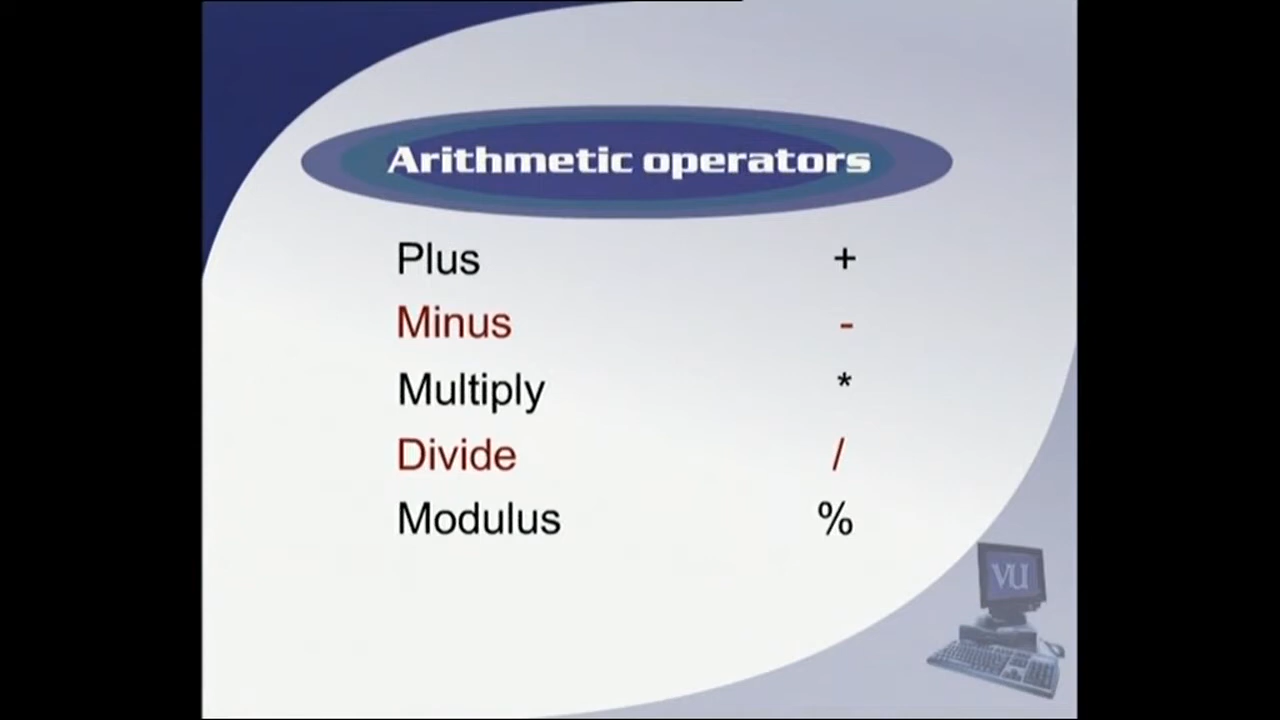 Arithmetic operators
Plus +
Minus -
Multiply *
Divide /
Modulus %
VU